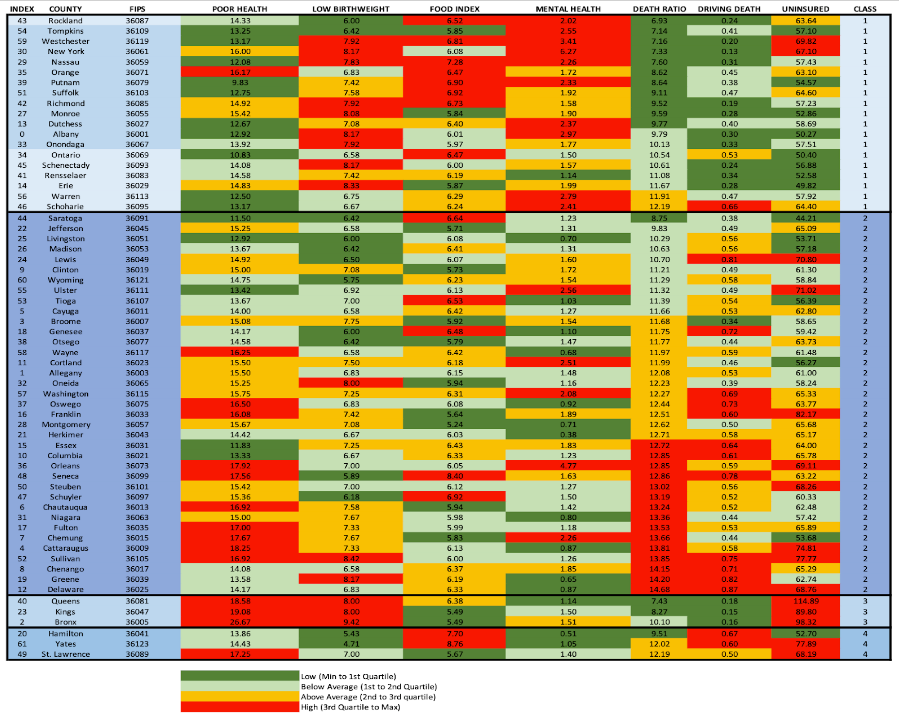 INDEX COUNTY FIPS POOR HEALTH LOW BIRTHWEIGHT FOOD INDEX MENTAL HEALTH DEATH RATIO DRIVING DEATH UNINSURED CLASS
43 Rockland 36087 14.33 6.00 6.52 2.02 6.93 0.24 63.64 1
54 Tompkins 36109 13.25 6.42 5.85 2.55 7.14 0.41 57.10 1
59 Westchester 36119 13.17 7.92 6.81 3.41 7.16 0.20 69.82 1
30 New York 36061 16.00 8.17 6.08 6.27 7.33 0.13 67.10 1
29 Nassau 36059 12.08 7.83 7.28 2.26 7.60 0.31 57.43 1
35 Orange 36071 16.17 6.83 6.47 1.72 8.62 0.45 63.10 1
39 Putnam 36079 9.83 7.42 6.90 2.33 8.64 0.38 54.57 1
51 Suffolk 36103 12.75 7.58 6.92 1.92 9.11 0.47 64.60 1
42 Richmond 36085 14.92 7.92 6.73 1.58 9.52 0.19 57.23 1
27 Monroe 36055 15.42 8.08 5.84 1.90 9.59 0.28 52.86 1
13 Dutchess 36027 12.67 7.08 6.40 2.37 9.77 0.40 58.69 1
0 Albany 36001 12.92 8.17 6.01 2.97 9.79 0.30 50.27 1
33 Onondaga 36067 13.92 7.92 5.97 1.77 10.13 0.33 57.51 1
34 Ontario 36069 10.83 6.58 6.47 1.50 10.54 0.53 50.40 1
45 Schenectady 36093 14.08 8.17 6.00 1.57 10.61 0.24 56.88 1
41 Rensselaer 36083 14.58 7.42 6.19 1.14 11.08 0.34 52.58 1
14 Erie 36029 14.83 8.33 5.87 1.99 11.67 0.28 49.82 1
56 Warren 36113 12.50 6.75 6.29 2.79 11.91 0.47 57.92 1
46 Schoharie 36095 13.17 6.67 6.24 2.41 12.19 0.66 64.40 1
44 Saratoga 36091 11.50 6.42 6.64 1.23 8.75 0.38 44.21 2
22 Jefferson 36045 15.25 6.58 5.71 1.31 9.83 0.49 65.09 2
25 Livingston 36051 12.92 6.00 6.08 0.70 10.29 0.56 53.71 2
26 Madison 36053 13.67 6.42 6.41 1.31 10.63 0.56 57.18 2
24 Lewis 36049 14.92 6.50 6.07 1.60 10.70 0.81 70.80 2
9 Clinton 36019 15.00 7.08 5.73 1.72 11.21 0.49 61.30 2
60 Wyoming 36121 14.75 5.75 6.23 1.54 11.29 0.58 58.84 2
55 Ulster 36111 13.42 6.92 6.13 2.56 11.32 0.49 71.02 2
53 Tioga 36107 13.67 7.00 6.53 1.03 11.39 0.54 56.39 2
5 Cayuga 36011 14.00 6.58 6.42 1.27 11.66 0.53 62.80 2
3 Broome 36007 15.08 7.75 5.92 1.54 11.68 0.34 58.65 2
18 Genesee 36037 14.17 6.00 6.48 1.10 11.75 0.72 59.42 2
38 Otsego 36077 14.58 6.42 5.79 1.47 11.77 0.44 63.73 2
58 Wayne 36117 16.25 6.58 6.42 0.68 11.97 0.59 61.48 2
11 Cortland 36023 15.50 7.50 6.18 2.51 11.99 0.46 56.27 2
1 Allegany 36003 15.50 6.83 6.15 1.48 12.08 0.53 61.00 2
32 Oneida 36065 15.25 8.00 5.94 1.16 12.23 0.39 58.24 2
57 Washington 36115 15.75 7.25 6.31 2.08 12.27 0.69 65.33 2
37 Oswego 36075 16.50 6.83 6.08 0.92 12.44 0.73 63.77 2
16 Franklin 36033 16.08 7.42 5.64 1.89 12.51 0.60 82.17 2
28 Montgomery 36057 15.67 7.08 5.24 0.71 12.62 0.50 65.68 2
21 Herkimer 36043 14.42 6.67 6.03 0.38 12.71 0.58 65.17 2
15 Essex 36031 11.83 7.25 6.43 1.83 12.72 0.64 64.00 2
10 Columbia 36021 13.33 6.67 6.33 1.23 12.85 0.61 65.78 2
36 Orleans 36073 17.92 7.00 6.05 4.77 12.85 0.59 69.11 2
48 Seneca 36099 17.56 5.89 8.40 1.63 12.86 0.78 63.22 2
50 Steuben 36101 15.42 7.00 6.12 1.27 13.02 0.56 68.26 2
47 Schuyler 36097 15.36 6.18 6.92 1.50 13.19 0.52 60.33 2
6 Chautauqua 36013 16.92 7.58 5.94 1.42 13.24 0.52 62.48 2
31 Niagara 36063 15.00 7.67 5.98 0.80 13.36 0.44 57.42 2
17 Fulton 36035 17.00 7.33 5.99 1.18 13.53 0.53 65.89 2
7 Chemung 36015 17.67 7.67 5.83 2.26 13.66 0.44 53.68 2
4 Cattaraugus 36009 18.25 7.33 6.13 0.87 13.81 0.58 74.81 2
52 Sullivan 36105 16.92 8.42 6.00 1.26 13.85 0.75 77.77 2
8 Chenango 36017 14.08 6.58 6.37 1.85 14.15 0.71 65.29 2
19 Greene 36039 13.58 8.17 6.19 0.65 14.20 0.82 62.74 2
12 Delaware 36025 14.17 6.83 6.33 0.87 14.68 0.87 68.76 2
40 Queens 36081 18.58 8.00 6.38 1.14 7.43 0.18 114.89 3
23 Kings 36047 19.08 8.00 5.49 1.50 8.27 0.15 89.80 3
2 Bronx 36005 26.67 9.42 5.49 1.51 10.10 0.16 98.32 3
20 Hamilton 36041 13.86 5.43 7.70 0.51 9.51 0.67 52.70 4
61 Yates 36123 14.43 4.71 8.76 1.05 12.02 0.60 77.89 4
49 St. Lawrence 36089 17.25 7.00 5.67 1.40 12.19 0.50 68.19 4
Low (Min to 1st Quartile)
Below Average (1st to 2nd Quartile)
Above Average (2nd to 3rd quartile)
High (3rd Quartile to Max)